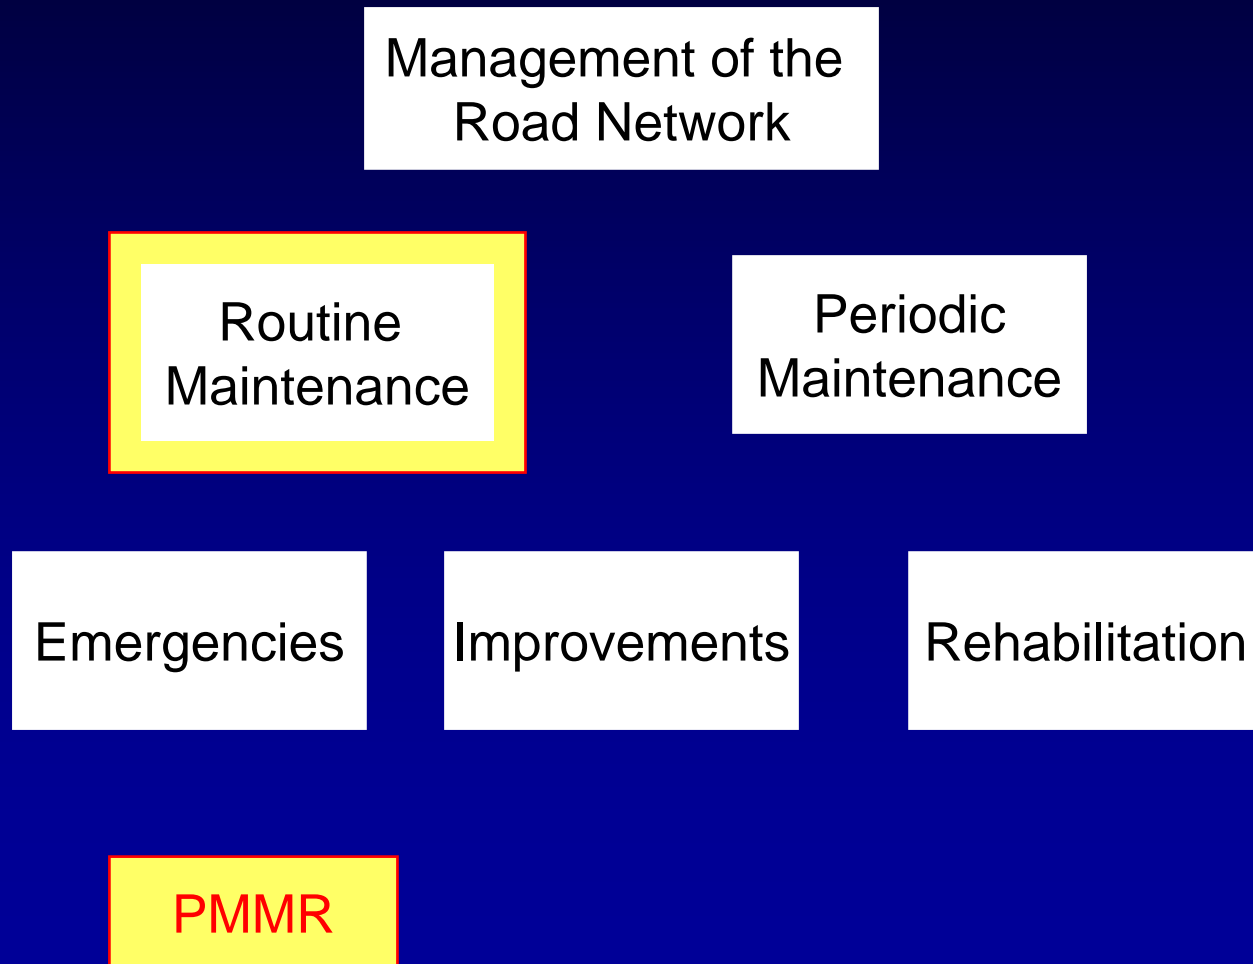 Management of the
Road Network
Routine
Maintenance
Periodic
Maintenance
Emergencies
Improvements
Rehabilitation
PMMR